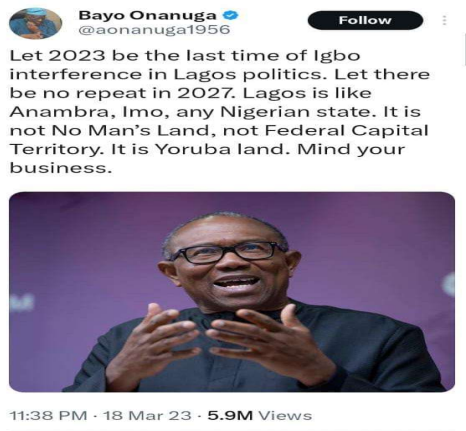 Bayo Onanuga
@aonanuga1956
Follow
Let 2023 be the last time of Igbo
interference in Lagos politics. Let there
be no repeat in 2027. Lagos is like
Anambra, Imo, any Nigerian state. It is
not No Man's Land, not Federal Capital
Territory. It is Yoruba land. Mind your
business.
11:38 PM · 18 Mar 23 · 5.9M Views